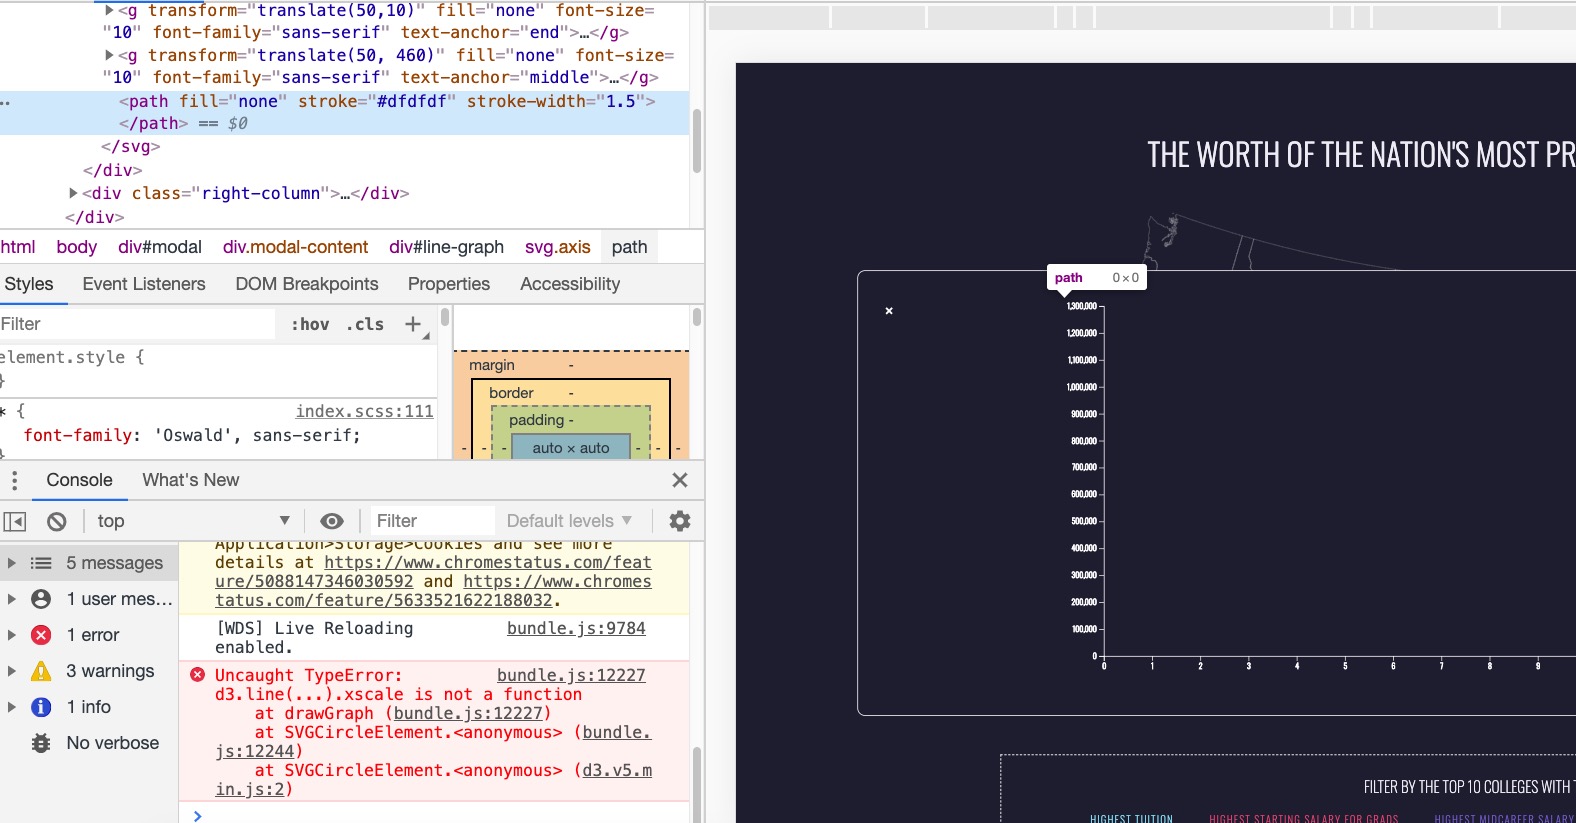 ▶<g transform="translate(50,10)" fill="none" font-size=
"10" font-family="sans-serif" text-anchor="end">…</g>
▶<g transform="translate(50, 460)" fill="none" font-size=
"10" font-family="sans-serif" text-anchor="middle">…</g>
<path fill="none" stroke="#dfdfdf" stroke-width="1.5">
</path> == $0
</svg>
</div>
▶<div class="right-column">…</div>
</div>
html body div#modal div.modal-content div#line-graph svg.axis path
Styles Event Listeners DOM Breakpoints Properties Accessibility
Filter :hov .cls +
element.style {
}
* { index.scss:111
font-family: 'Oswald', sans-serif;
}
margin -
border -
padding -
- - - auto × auto - - -
Console What's New
top Filter Default levels
5 messages
1 user mes…
1 error
3 warnings
1 info
No verbose
Application>Storage>Cookies and see more
details at https://www.chromestatus.com/feat
ure/5088147346030592 and https://www.chromes
tatus.com/feature/5633521622188032.
[WDS] Live Reloading bundle.js:9784
enabled.
Uncaught TypeError: bundle.js:12227
d3.line(...).xscale is not a function
at drawGraph (bundle.js:12227)
at SVGCircleElement.<anonymous> (bundle.
js:12244)
at SVGCircleElement.<anonymous> (d3.v5.m
in.js:2)
THE WORTH OF THE NATION'S MOST PR
path 0×0
×
1,300,000
1,200,000
1,100,000
1,000,000
900,000
800,000
700,000
600,000
500,000
400,000
300,000
200,000
100,000
0
0 1 2 3 4 5 6 7 8 9
FILTER BY THE TOP 10 COLLEGES WITH T
HIGHEST TUITION HIGHEST STARTING SALARY FOR GRADS HIGHEST MIDCAREER SALARY